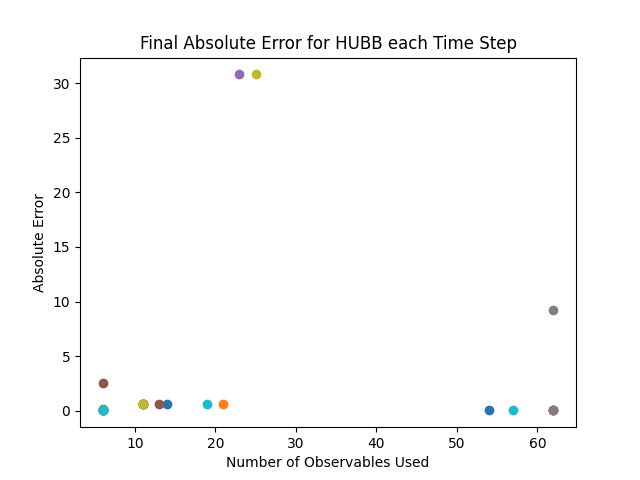 Final Absolute Error for HUBB each Time Step
30
25
20
15
10
5
0
Absolute Error
10 20 30 40 50 60
Number of Observables Used